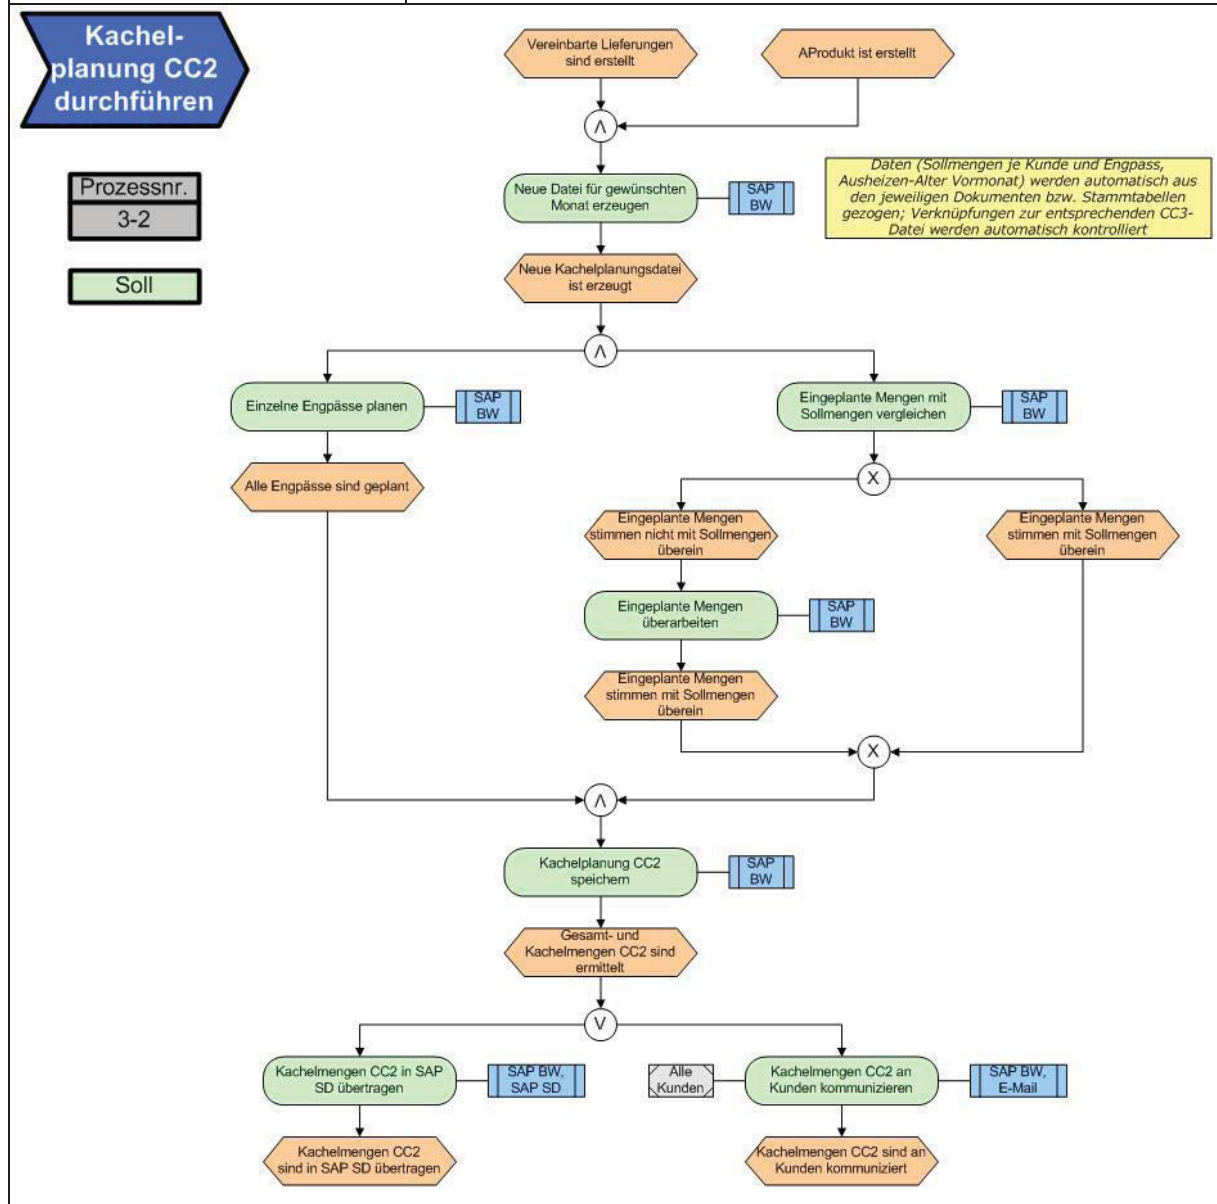 Kachel-
planung CC2
durchführen
Vereinbarte Lieferungen
sind erstellt
AProdukt ist erstellt
Λ
Prozessnr.
3-2
Soll
Neue Datei für gewünschten
Monat erzeugen
SAP
BW
Daten (Sollmengen je Kunde und Engpass,
Ausheizen-Alter Vormonat) werden automatisch aus
den jeweiligen Dokumenten bzw. Stammtabellen
gezogen; Verknüpfungen zur entsprechenden CC3-
Datei werden automatisch kontrolliert
Neue Kachelplanungsdatei
ist erzeugt
Λ
Einzelne Engpässe planen
SAP
BW
Eingeplante Mengen mit
Sollmengen vergleichen
SAP
BW
Alle Engpässe sind geplant
X
Eingeplante Mengen
stimmen nicht mit Sollmengen
überein
Eingeplante Mengen
stimmen mit Sollmengen
überein
Eingeplante Mengen
überarbeiten
SAP
BW
Eingeplante Mengen
stimmen mit Sollmengen
überein
X
Λ
Kachelplanung CC2
speichern
SAP
BW
Gesamt- und
Kachelmengen CC2 sind
ermittelt
V
Kachelmengen CC2 in SAP
SD übertragen
SAP BW,
SAP SD
Alle
Kunden
Kachelmengen CC2 an
Kunden kommunizieren
SAP BW,
E-Mail
Kachelmengen CC2
sind in SAP SD übertragen
Kachelmengen CC2 sind an
Kunden kommuniziert